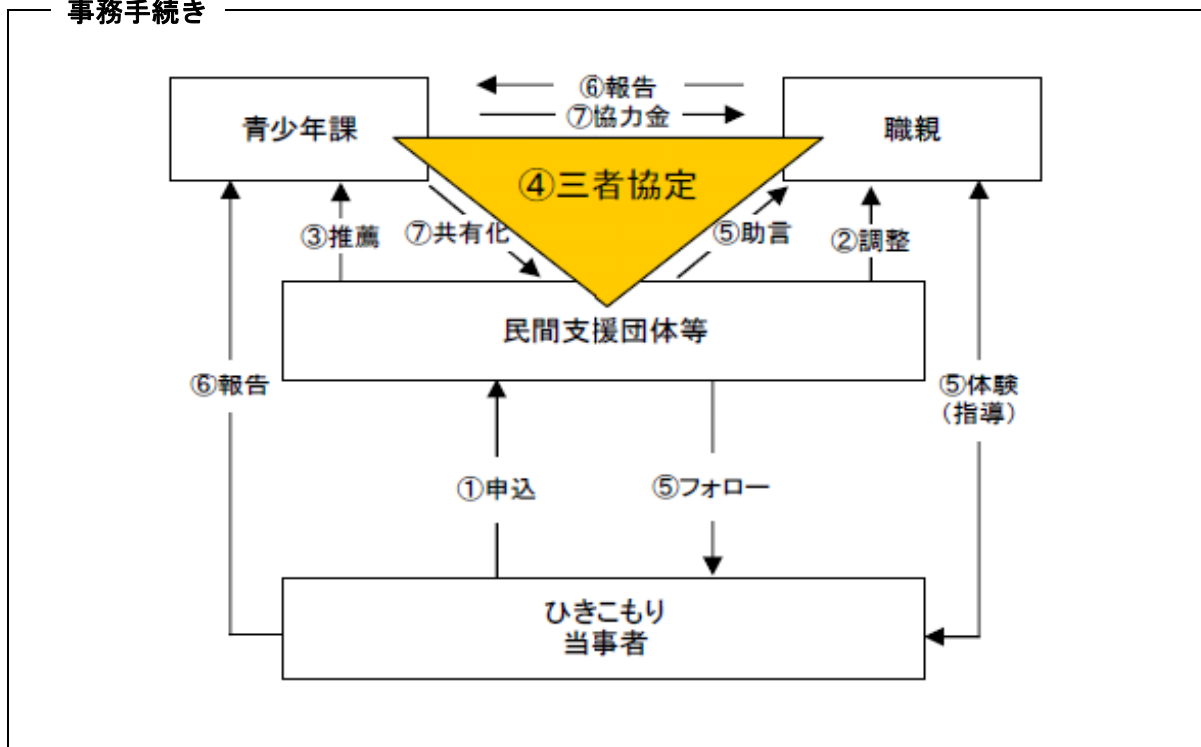 事務手続き
⑥報告
⑦協力金
青少年課
職親
④三者協定
③推薦
⑦共有化
⑤助言
②調整
民間支援団体等
⑥報告
⑤体験
（指導）
①申込
⑤フォロー
ひきこもり
当事者